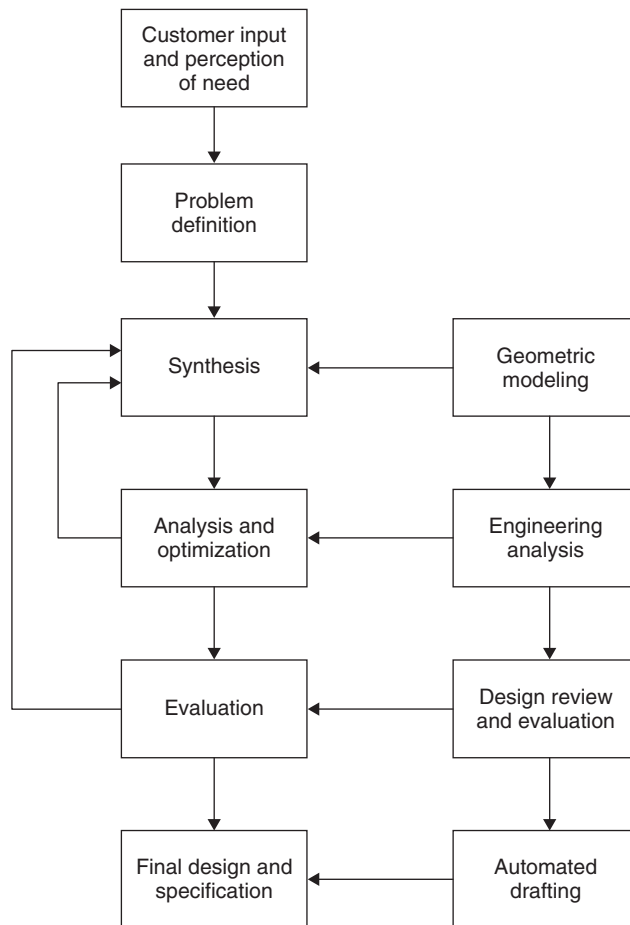 Customer input
and perception
of need
Problem
definition
Synthesis
Geometric
modeling
Analysis and
optimization
Engineering
analysis
Evaluation
Design review
and evaluation
Final design and
specification
Automated
drafting